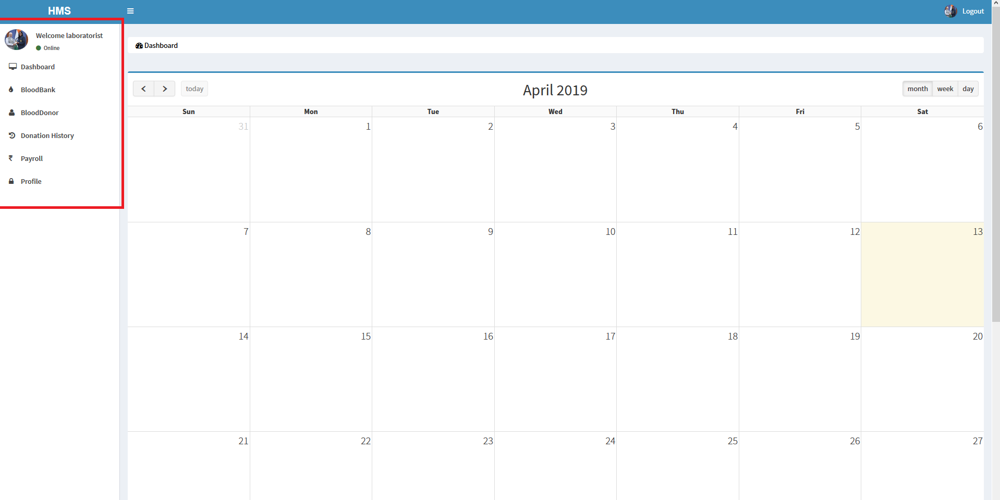 HMS
Logout
Welcome laboratorist
Online
Dashboard
BloodBank
BloodDonor
Donation History
Payroll
Profile
Dashboard
today
April 2019
month week day
Sun Mon Tue Wed Thu Fri Sat
31 1 2 3 4 5 6
7 8 9 10 11 12 13
14 15 16 17 18 19 20
21 22 23 24 25 26 27